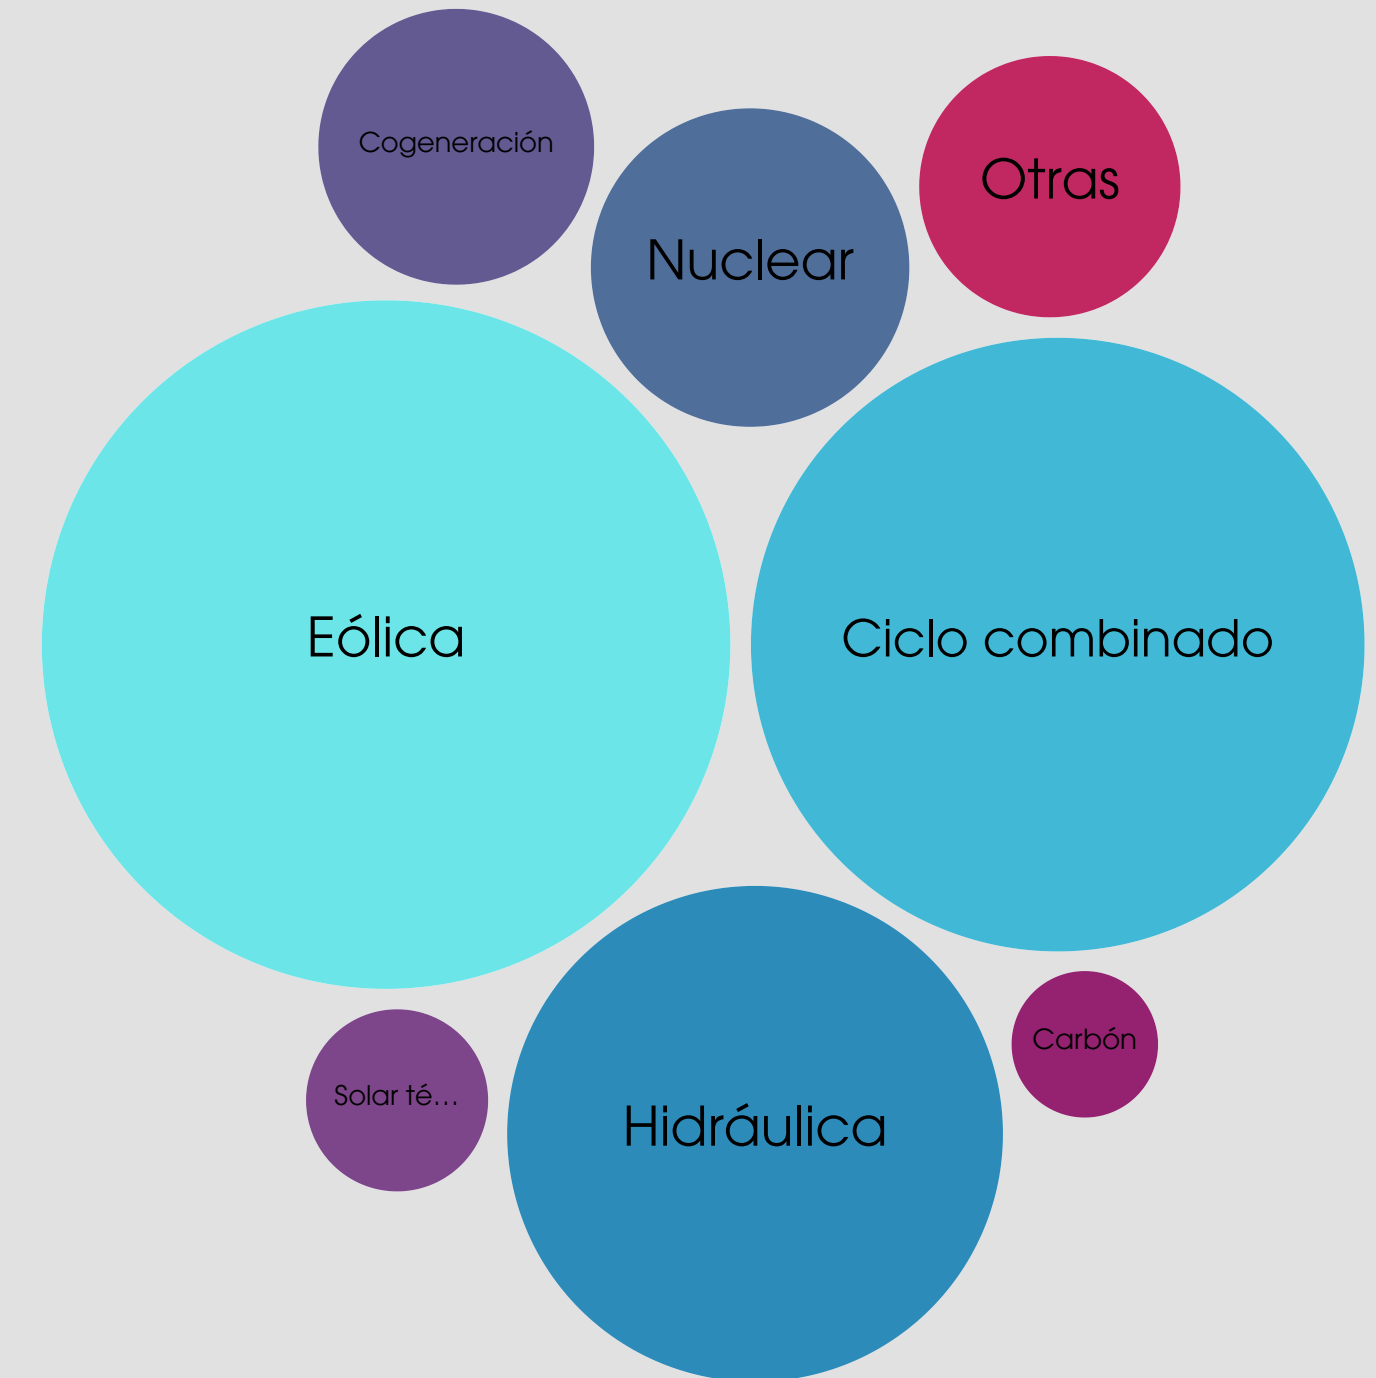 Cogeneración
Otras
Nuclear
Eólica
Ciclo combinado
Carbón
Solar té...
Hidráulica